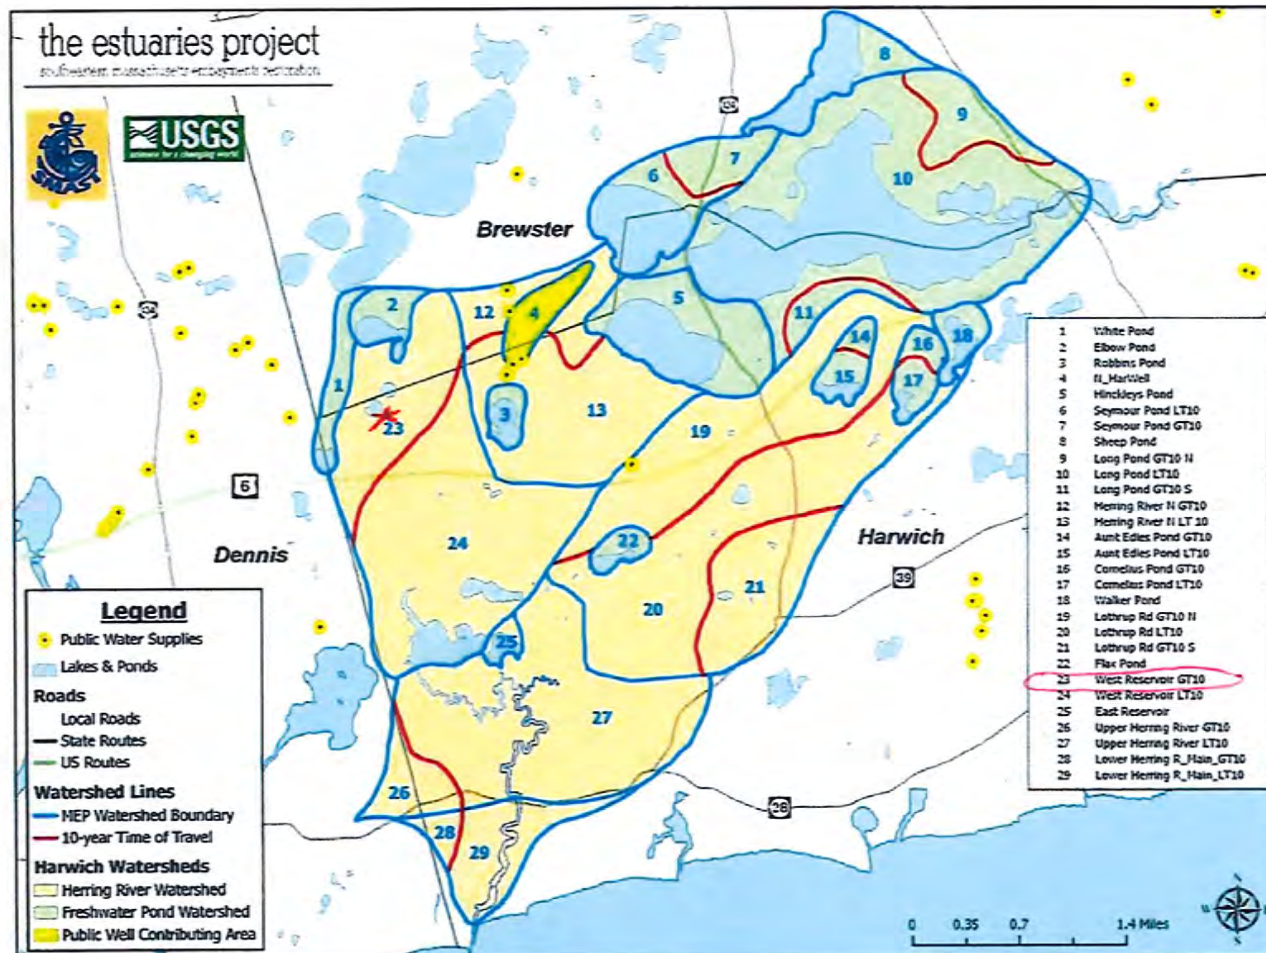 the estuaries project
southeastern massachusetts embayments restoration
SMAST
USGS
science for a changing world
Brewster
Dennis
Harwich
124
6
39
28
1
2
3
4
5
6
7
8
9
10
11
12
13
14
15
16
17
18
19
20
21
22
23
24
25
26
27
28
29
Legend
Public Water Supplies
Lakes & Ponds
Roads
Local Roads
State Routes
US Routes
Watershed Lines
MEP Watershed Boundary
10-year Time of Travel
Harwich Watersheds
Herring River Watershed
Freshwater Pond Watershed
Public Well Contributing Area
1 White Pond
2 Elbow Pond
3 Robbins Pond
4 N_HarWell
5 Hinckleys Pond
6 Seymour Pond LT10
7 Seymour Pond GT10
8 Sheep Pond
9 Long Pond GT10 N
10 Long Pond LT10
11 Long Pond GT10 S
12 Herring River N GT10
13 Herring River N LT 10
14 Aunt Edies Pond GT10
15 Aunt Edies Pond LT10
16 Cornelius Pond GT10
17 Cornelius Pond LT10
18 Walker Pond
19 Lothrup Rd GT10 N
20 Lothrup Rd LT10
21 Lothrup Rd GT10 S
22 Flax Pond
23 West Reservoir GT10
24 West Reservoir LT10
25 East Reservoir
26 Upper Herring River GT10
27 Upper Herring River LT10
28 Lower Herring R_Main_GT10
29 Lower Herring R_Main_LT10
0 0.35 0.7 1.4 Miles
N
W
S